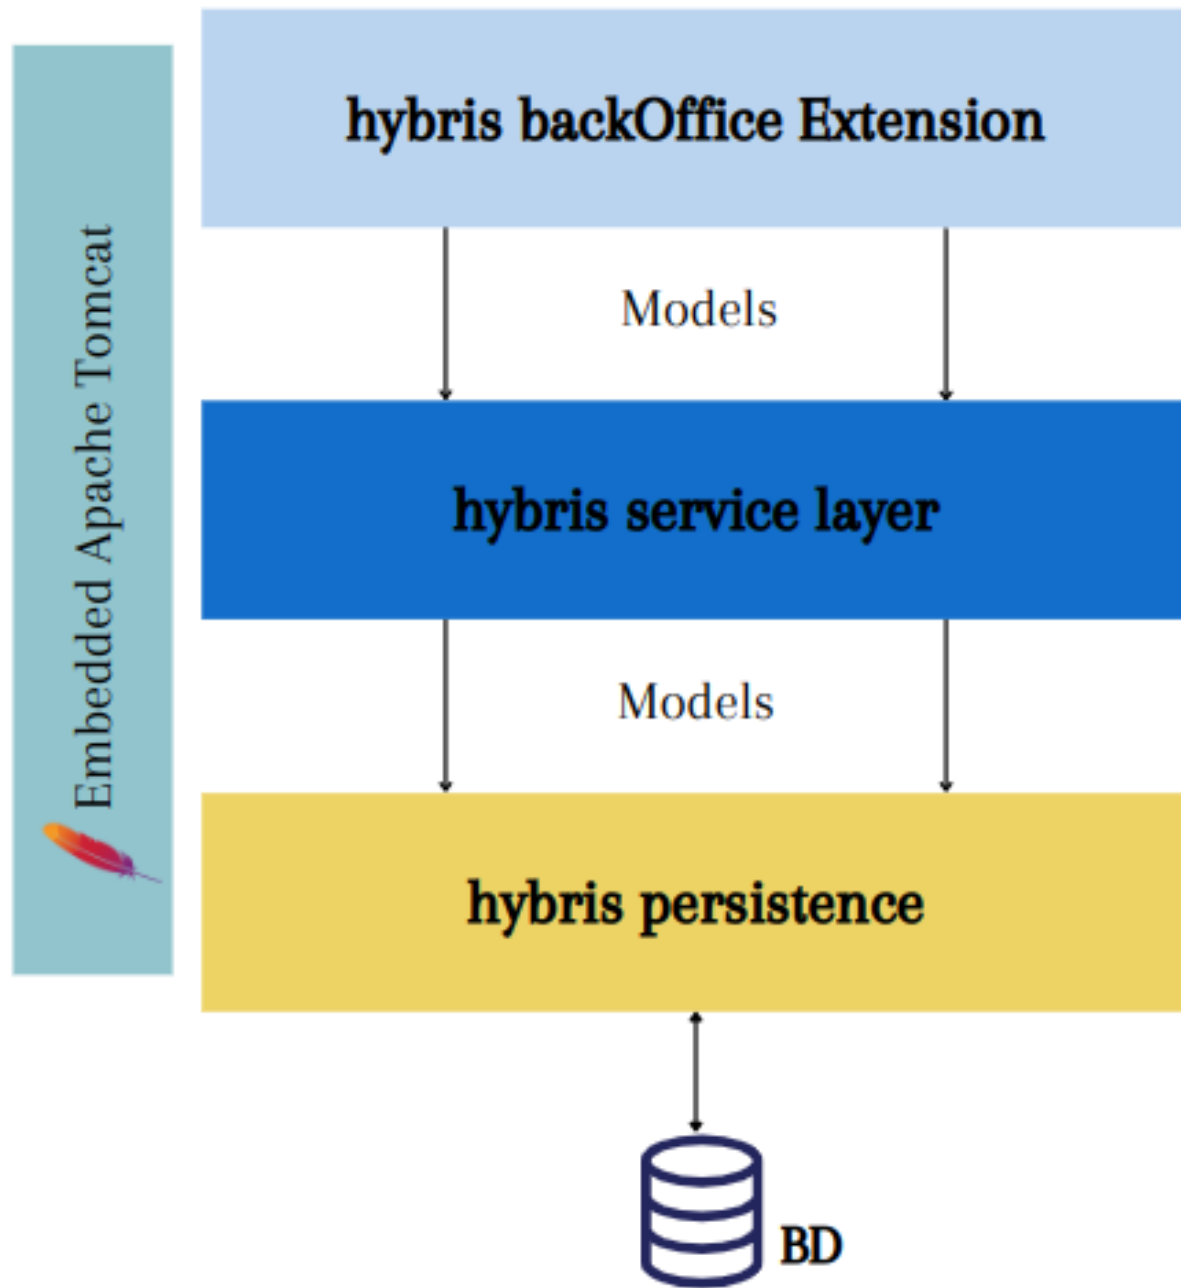 hybris backOffice Extension
Embedded Apache Tomcat
Models
hybris service layer
Models
hybris persistence
BD